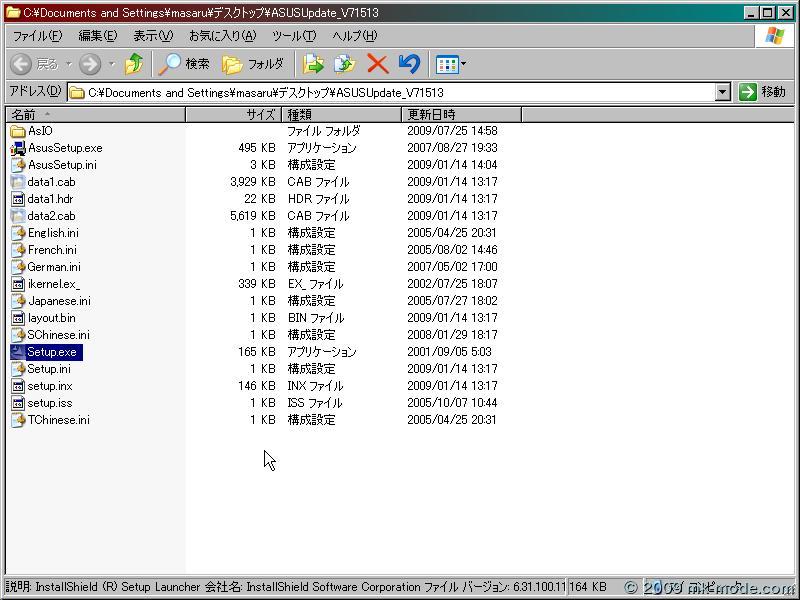 C:¥Documents and Settings¥masaru¥デスクトップ¥ASUSUpdate_V71513
ファイル(F) 編集(E) 表示(V) お気に入り(A) ツール(T) ヘルプ(H)
戻る 検索 フォルダ
アドレス(D) C:¥Documents and Settings¥masaru¥デスクトップ¥ASUSUpdate_V71513 移動
名前 サイズ 種類 更新日時
AsIO ファイル フォルダ 2009/07/25 14:58
AsusSetup.exe 495 KB アプリケーション 2007/08/27 19:33
AsusSetup.ini 3 KB 構成設定 2009/01/14 14:04
data1.cab 3,929 KB CAB ファイル 2009/01/14 13:17
data1.hdr 22 KB HDR ファイル 2009/01/14 13:17
data2.cab 5,619 KB CAB ファイル 2009/01/14 13:17
English.ini 1 KB 構成設定 2005/04/25 20:31
French.ini 1 KB 構成設定 2005/08/02 14:46
German.ini 1 KB 構成設定 2007/05/02 17:00
ikernel.ex_ 339 KB EX_ ファイル 2002/07/25 18:07
Japanese.ini 1 KB 構成設定 2005/07/27 18:02
layout.bin 1 KB BIN ファイル 2009/01/14 13:17
SChinese.ini 1 KB 構成設定 2008/01/29 18:17
Setup.exe 165 KB アプリケーション 2001/09/05 5:03
Setup.ini 1 KB 構成設定 2009/01/14 13:17
setup.inx 146 KB INX ファイル 2009/01/14 13:17
setup.iss 1 KB ISS ファイル 2005/10/07 10:44
TChinese.ini 1 KB 構成設定 2005/04/25 20:31
説明: InstallShield (R) Setup Launcher 会社名: InstallShield Software Corporation ファイル バージョン: 6.31.100.11 164 KB マイ コンピュータ
© 2009 mk-mode.com